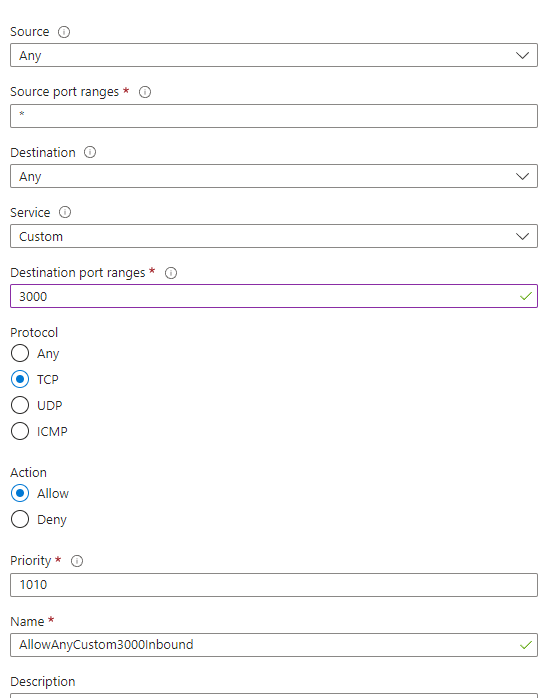 Source
Any
Source port ranges *
*
Destination
Any
Service
Custom
Destination port ranges *
3000
Protocol
Any
TCP
UDP
ICMP
Action
Allow
Deny
Priority *
1010
Name *
AllowAnyCustom3000Inbound
Description